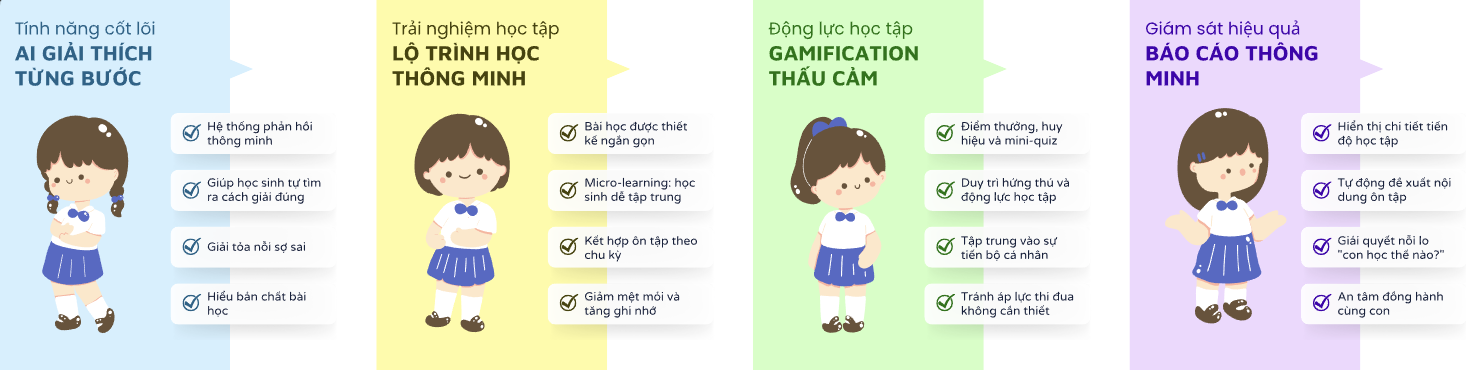 Tính năng cốt lõi
AI GIẢI THÍCH
TỪNG BƯỚC
Hệ thống phản hồi
thông minh
Giúp học sinh tự tìm
ra cách giải đúng
Giải tỏa nỗi sợ sai
Hiểu bản chất bài
học
Trải nghiệm học tập
LỘ TRÌNH HỌC
THÔNG MINH
Bài học được thiết
kế ngắn gọn
Micro-learning: học
sinh dễ tập trung
Kết hợp ôn tập theo
chu kỳ
Giảm mệt mỏi và
tăng ghi nhớ
Động lực học tập
GAMIFICATION
THẤU CẢM
Điểm thưởng, huy
hiệu và mini-quiz
Duy trì hứng thú và
động lực học tập
Tập trung vào sự
tiến bộ cá nhân
Tránh áp lực thi đua
không cần thiết
Giám sát hiệu quả
BÁO CÁO THÔNG
MINH
Hiển thị chi tiết tiến
độ học tập
Tự động đề xuất nội
dung ôn tập
Giải quyết nỗi lo
"con học thế nào?"
An tâm đồng hành
cùng con